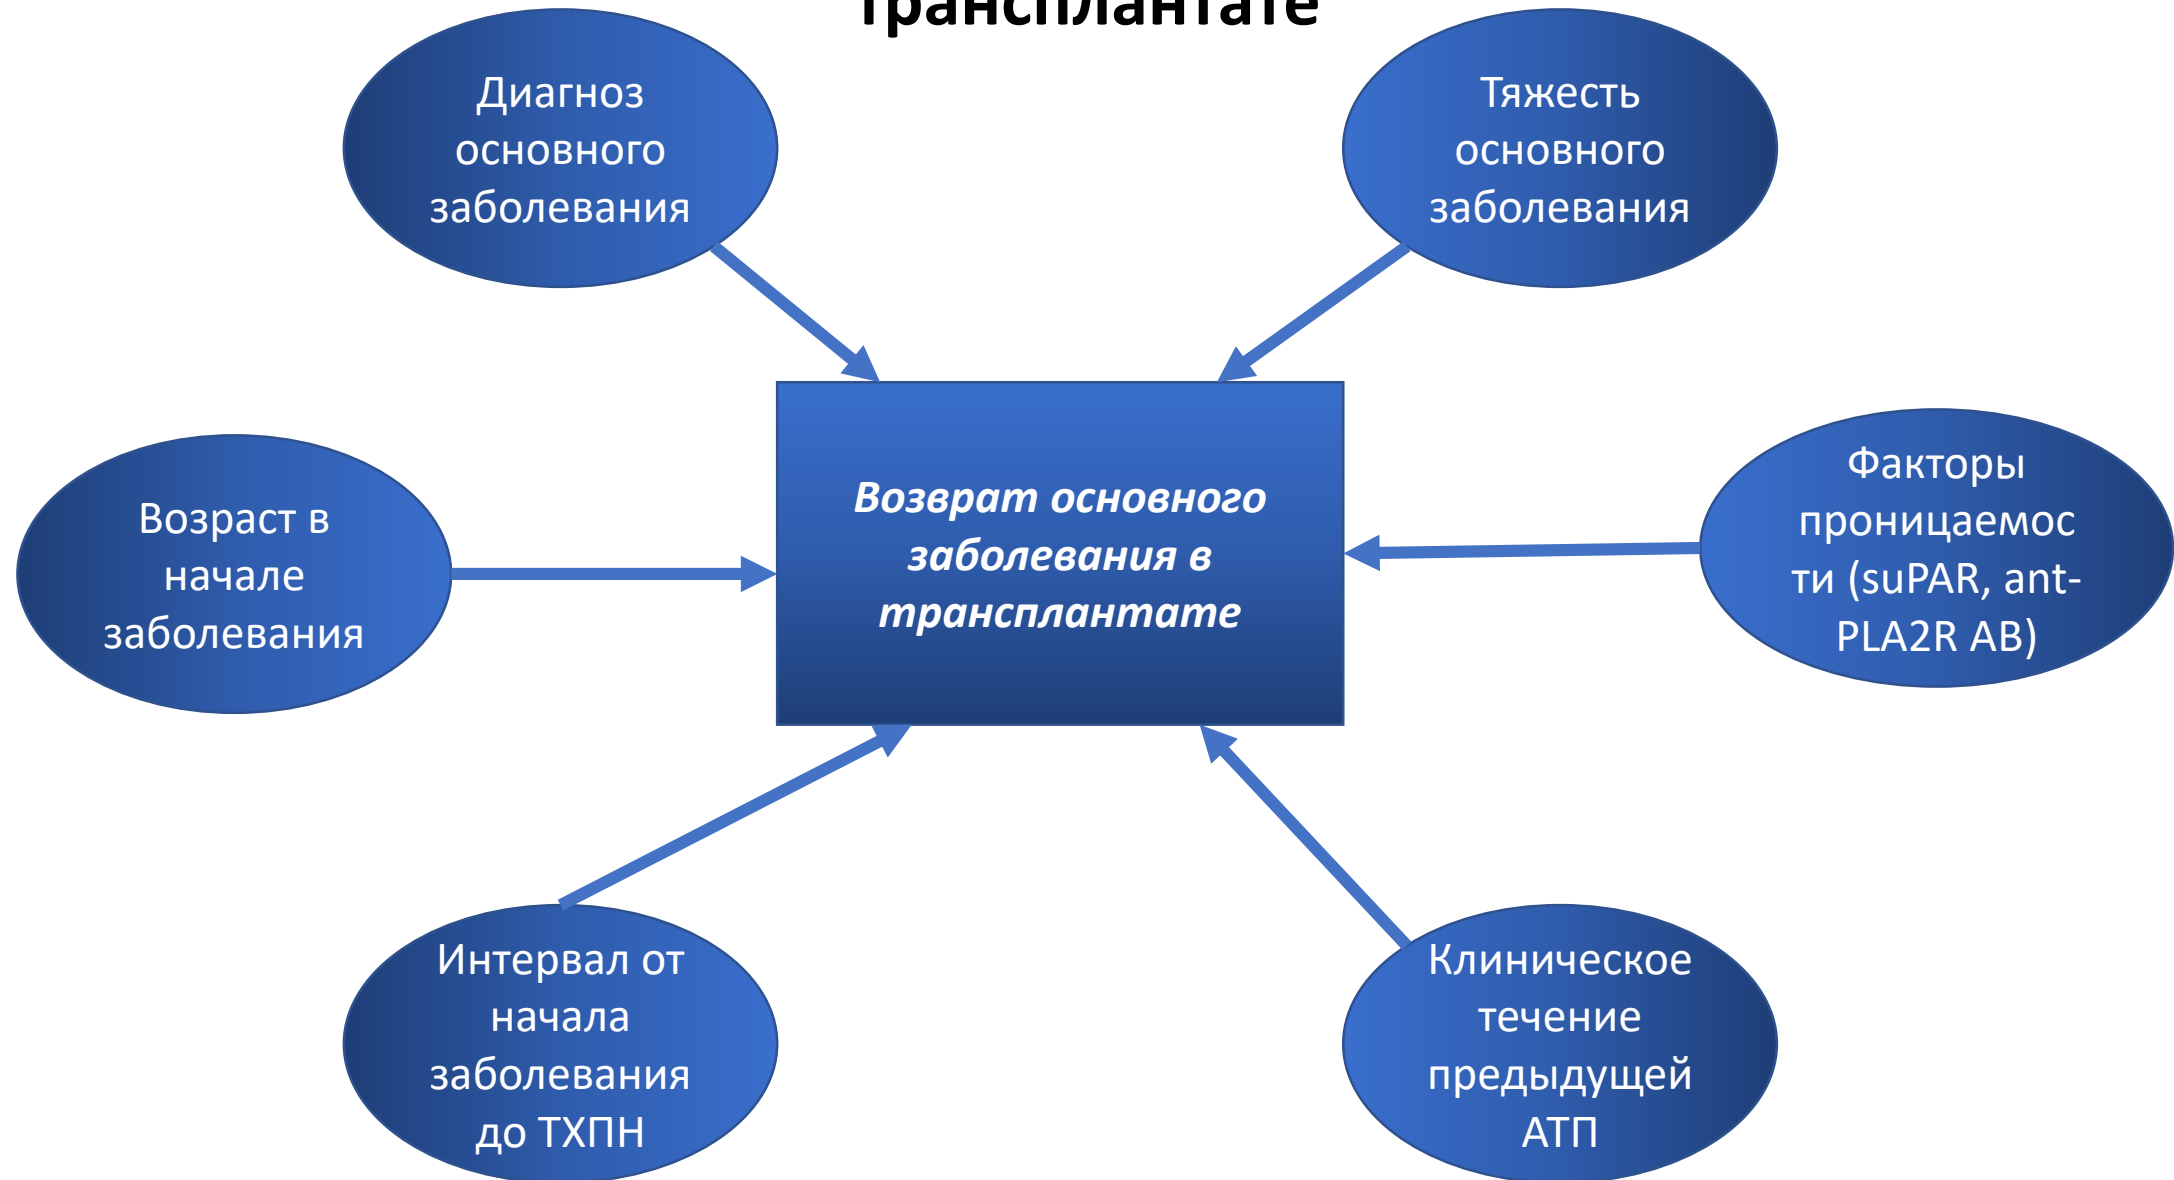 трансплантате
Диагноз
основного
заболевания
Тяжесть
основного
заболевания
Возраст в
начале
заболевания
Возврат основного
заболевания в
трансплантате
Факторы
проницаемос
ти (suPAR, ant-
PLA2R AB)
Интервал от
начала
заболевания
до ТХПН
Клиническое
течение
предыдущей
АТП